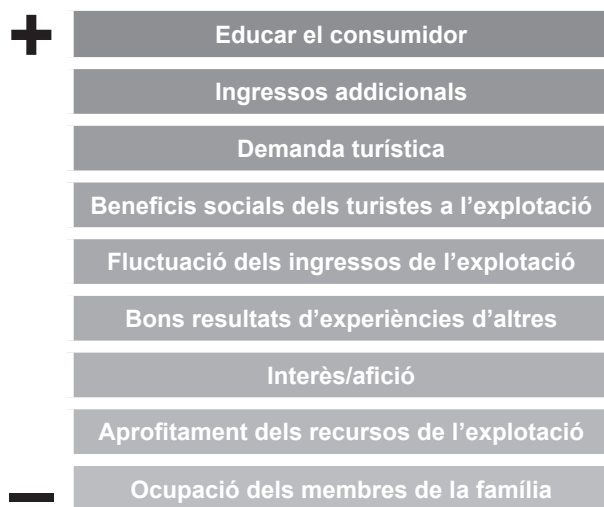 +
Educar el consumidor
Ingressos addicionals
Demanda turística
Beneficis socials dels turistes a l’explotació
Fluctuació dels ingressos de l’explotació
Bons resultats d’experiències d’altres
Interès/afició
Aprofitament dels recursos de l’explotació
Ocupació dels membres de la família
—